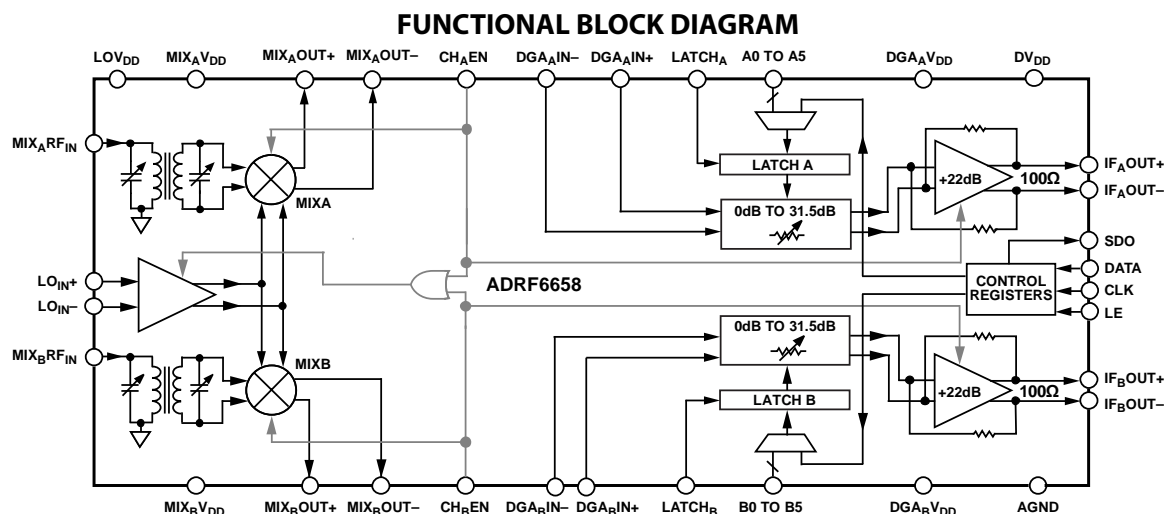 FUNCTIONAL BLOCK DIAGRAM
LOVDD MIXAVDD MIXAOUT+ MIXAOUT– CHAEN DGAAIN– DGAAIN+ LATCHA A0 TO A5 DGAAVDD DVDD
MIXARFIN
MIXA
LATCH A
0dB TO 31.5dB
+22dB
100Ω
IFAOUT+
IFAOUT–
SDO
DATA
CLK
LE
CONTROL
REGISTERS
ADRF6658
LOIN+
LOIN–
MIXBRFIN
MIXB
0dB TO 31.5dB
LATCH B
+22dB
100Ω
IFBOUT+
IFBOUT–
MIXBVDD MIXBOUT+ MIXBOUT– CHBEN DGABIN– DGABIN+ LATCHB B0 TO B5 DGABVDD AGND